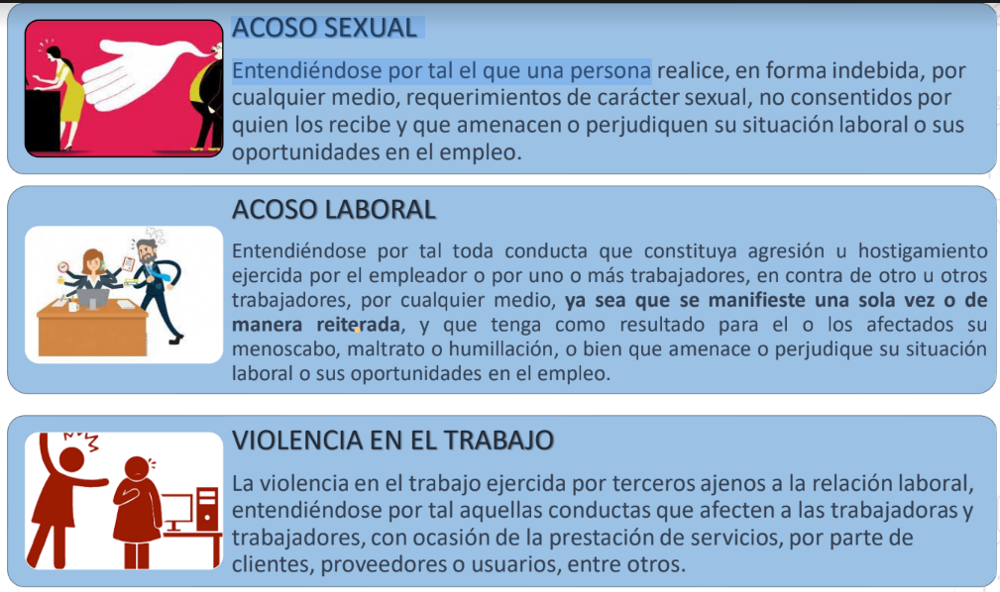 ACOSO SEXUAL
Entendiéndose por tal el que una persona realice, en forma indebida, por
cualquier medio, requerimientos de carácter sexual, no consentidos por
quien los recibe y que amenacen o perjudiquen su situación laboral o sus
oportunidades en el empleo.
ACOSO LABORAL
Entendiéndose por tal toda conducta que constituya agresión u hostigamiento
ejercida por el empleador o por uno o más trabajadores, en contra de otro u otros
trabajadores, por cualquier medio, ya sea que se manifieste una sola vez o de
manera reiterada, y que tenga como resultado para el o los afectados su
menoscabo, maltrato o humillación, o bien que amenace o perjudique su situación
laboral o sus oportunidades en el empleo.
VIOLENCIA EN EL TRABAJO
La violencia en el trabajo ejercida por terceros ajenos a la relación laboral,
entendiéndose por tal aquellas conductas que afecten a las trabajadoras y
trabajadores, con ocasión de la prestación de servicios, por parte de
clientes, proveedores o usuarios, entre otros.